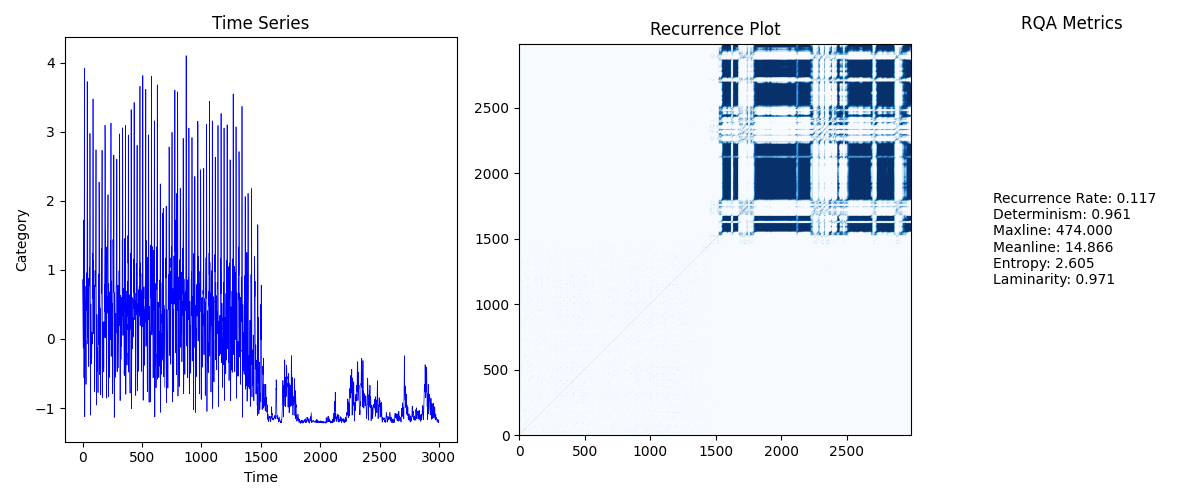 Time Series
Recurrence Plot
RQA Metrics
Category
4
3
2
1
0
−1
0
500
1000
1500
2000
2500
3000
Time
2500
2000
1500
1000
500
0
0
500
1000
1500
2000
2500
Recurrence Rate: 0.117
Determinism: 0.961
Maxline: 474.000
Meanline: 14.866
Entropy: 2.605
Laminarity: 0.971